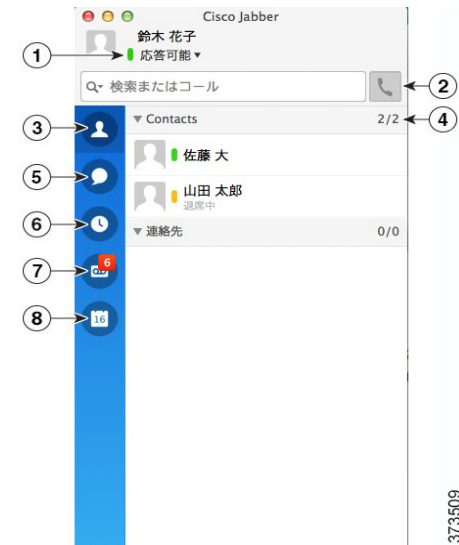 Cisco Jabber
鈴木 花子
1
応答可能
検索またはコール
2
3
Contacts 2/2
4
佐藤 大
5
山田 太郎
退席中
6
連絡先 0/0
6
7
16
8
373509